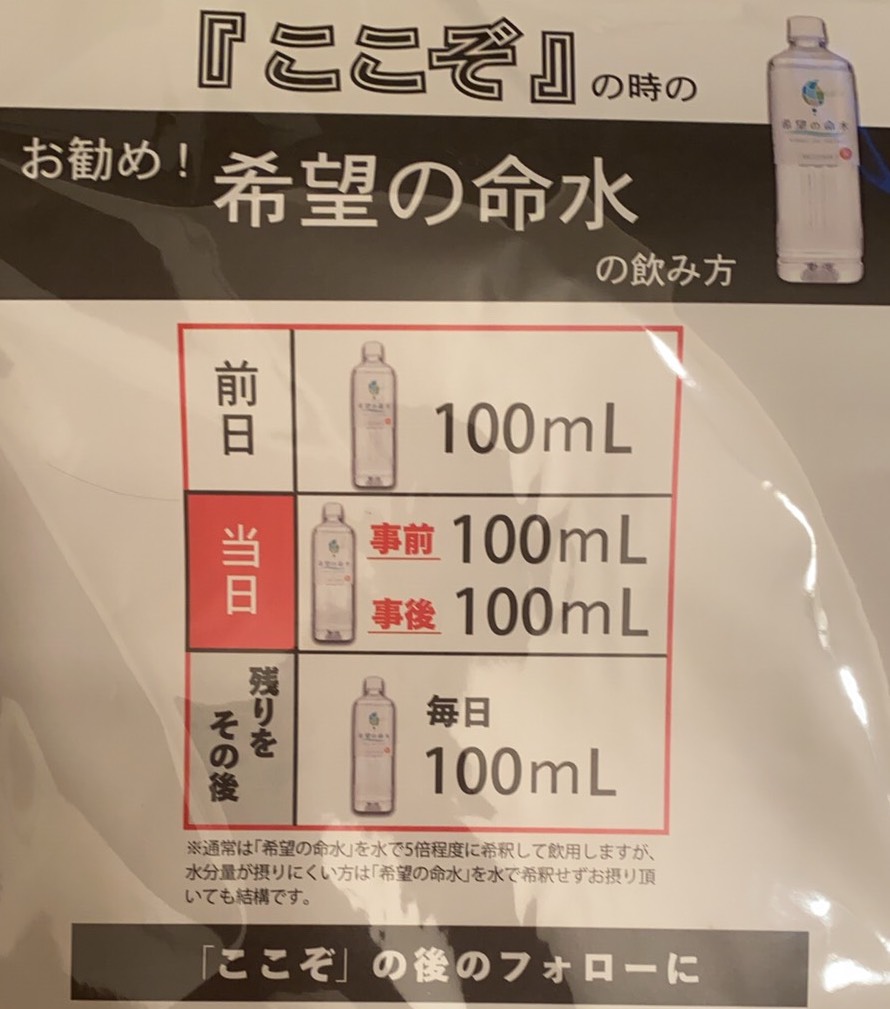 『ここぞ』の時の
お勧め！
希望の命水
の飲み方
希望の命水
前日
100mL
当日
事前 100mL
事後 100mL
残りを
その後
毎日
100mL
※通常は｢希望の命水｣を水で5倍程度に希釈して飲用しますが、
水分量が摂りにくい方は｢希望の命水｣を水で希釈せずお摂り頂
いても結構です。
「ここぞ」の後のフォローに